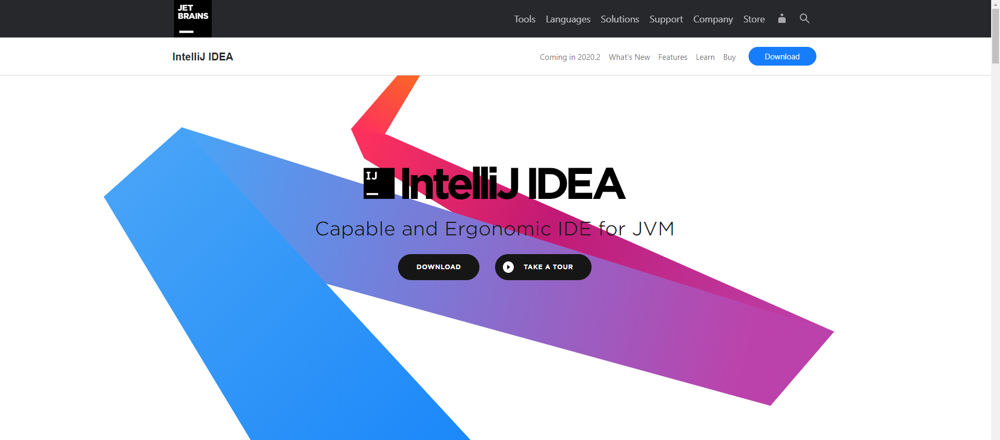 JET
BRAINS
Tools Languages Solutions Support Company Store
IntelliJ IDEA
Coming in 2020.2 What's New Features Learn Buy Download
IJ
IntelliJ IDEA
Capable and Ergonomic IDE for JVM
DOWNLOAD TAKE A TOUR